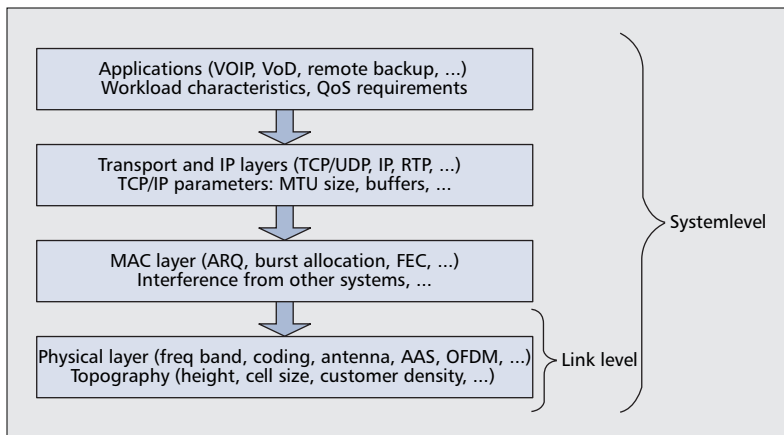 Applications (VOIP, VoD, remote backup, ...)
Workload characteristics, QoS requirements
Transport and IP layers (TCP/UDP, IP, RTP, ...)
TCP/IP parameters: MTU size, buffers, ...
MAC layer (ARQ, burst allocation, FEC, ...)
Interference from other systems, ...
Physical layer (freq band, coding, antenna, AAS, OFDM, ...)
Topography (height, cell size, customer density, ...)
Link level
Systemlevel